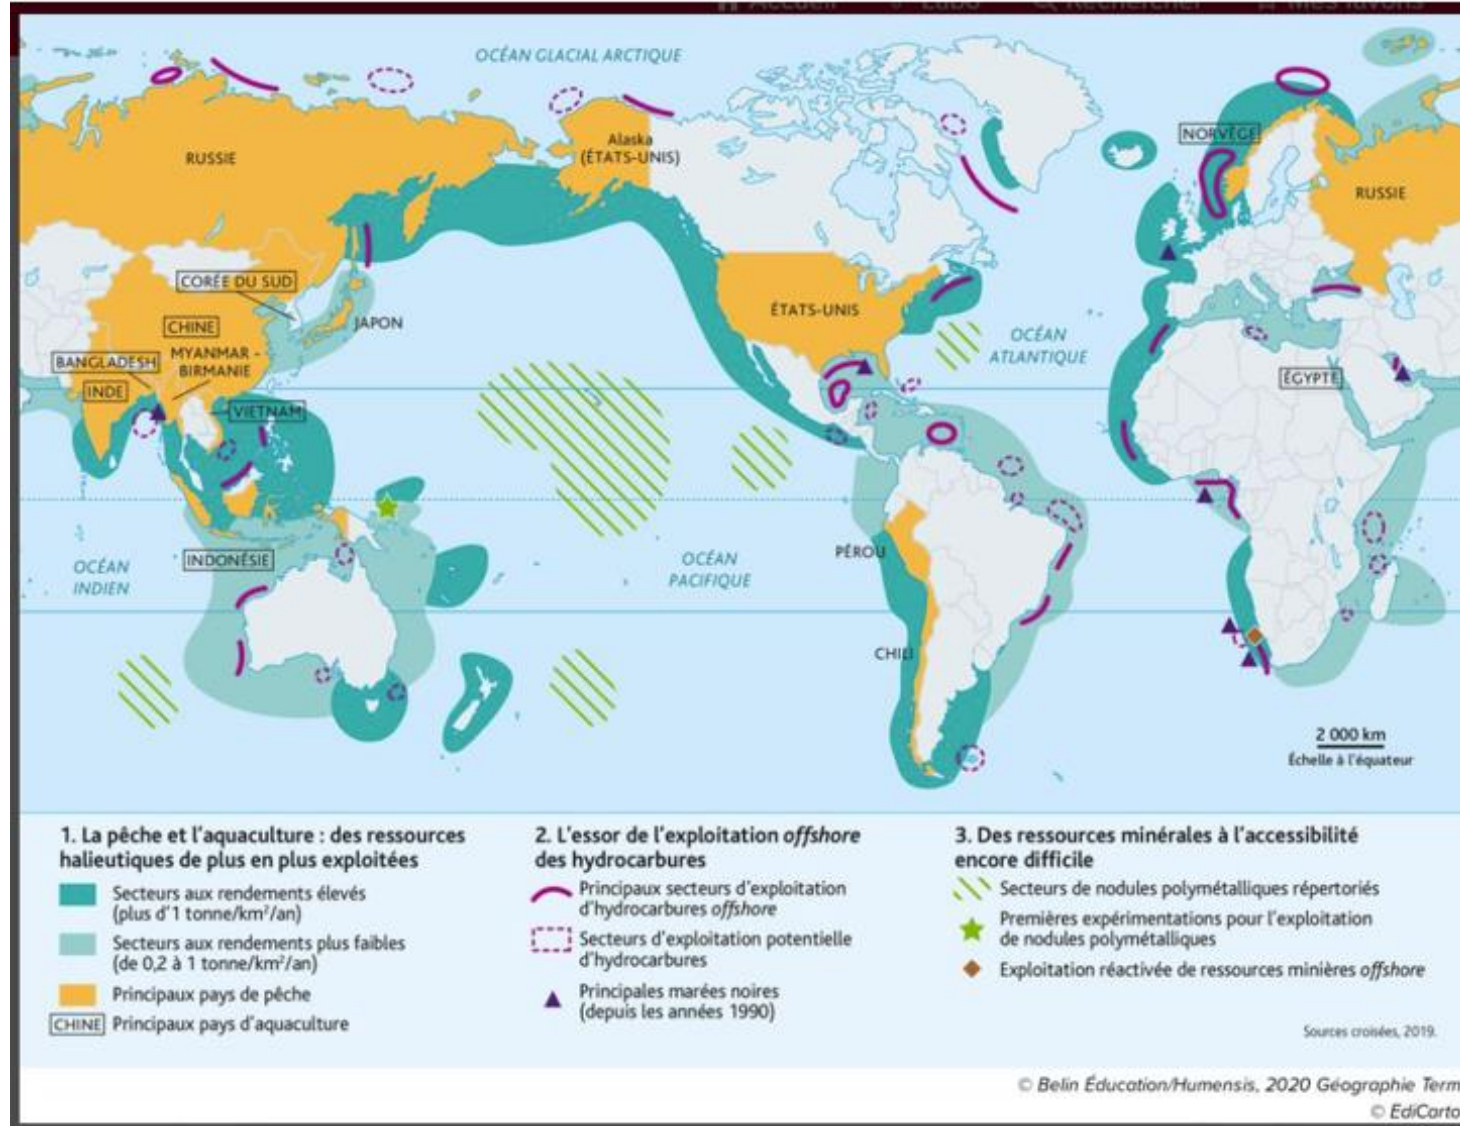 Accueil
Labo
Rechercher
Mes favoris
OCÉAN GLACIAL ARCTIQUE
RUSSIE
Alaska
(ÉTATS-UNIS)
NORVÈGE
RUSSIE
CORÉE DU SUD
CHINE
JAPON
BANGLADESH
MYANMAR -
BIRMANIE
INDE
VIETNAM
ÉTATS-UNIS
OCÉAN
ATLANTIQUE
ÉGYPTE
OCÉAN
INDIEN
INDONÉSIE
OCÉAN
PACIFIQUE
PÉROU
CHILI
2 000 km
Échelle à l'équateur
1. La pêche et l'aquaculture : des ressources
halieutiques de plus en plus exploitées
Secteurs aux rendements élevés
(plus d'1 tonne/km²/an)
Secteurs aux rendements plus faibles
(de 0,2 à 1 tonne/km²/an)
Principaux pays de pêche
CHINE Principaux pays d'aquaculture
2. L'essor de l'exploitation offshore
des hydrocarbures
Principaux secteurs d'exploitation
d'hydrocarbures offshore
Secteurs d'exploitation potentielle
d'hydrocarbures
Principales marées noires
(depuis les années 1990)
3. Des ressources minérales à l'accessibilité
encore difficile
Secteurs de nodules polymétalliques répertoriés
Premières expérimentations pour l'exploitation
de nodules polymétalliques
Exploitation réactivée de ressources minières offshore
Sources croisées, 2019.
© Belin Éducation/Humensis, 2020 Géographie Term
© EdiCarto